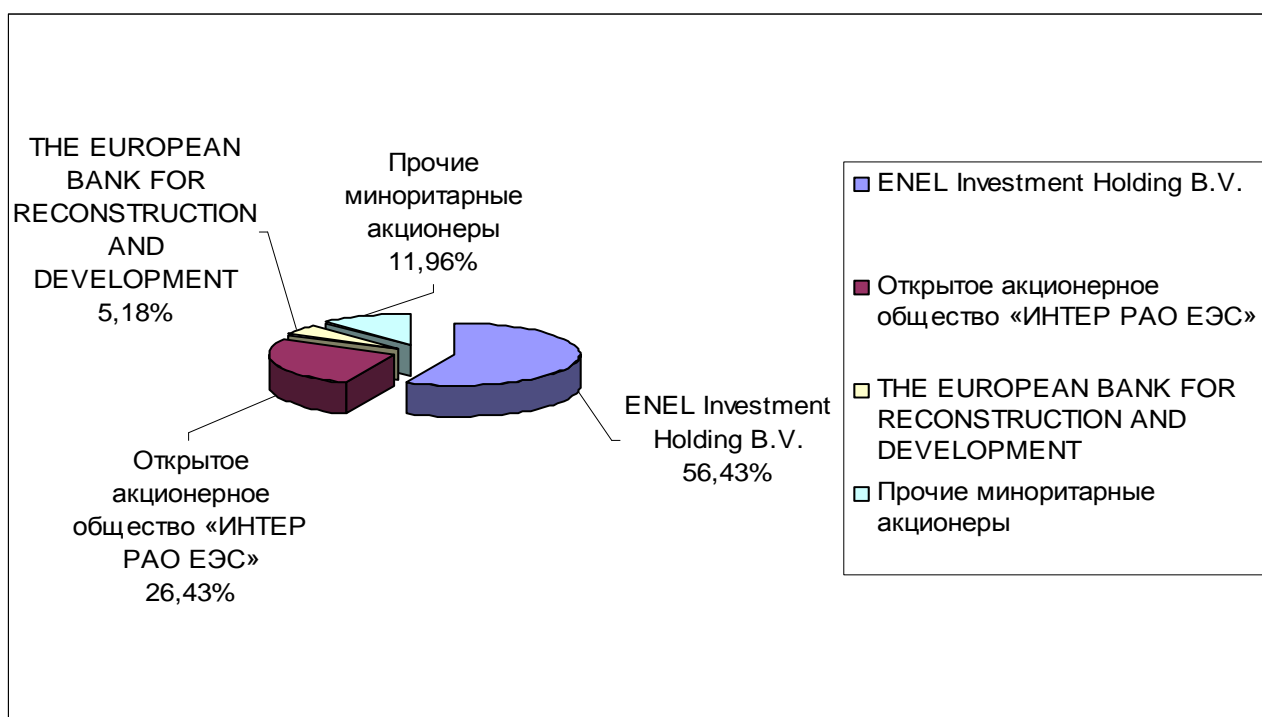 THE EUROPEAN
BANK FOR
RECONSTRUCTION
AND
DEVELOPMENT
5,18%
Прочие
миноритарные
акционеры
11,96%
ENEL Investment
Holding B.V.
56,43%
Открытое
акционерное
общество «ИНТЕР
РАО ЕЭС»
26,43%
ENEL Investment Holding B.V.
Открытое акционерное
общество «ИНТЕР РАО ЕЭС»
THE EUROPEAN BANK FOR
RECONSTRUCTION AND
DEVELOPMENT
Прочие миноритарные
акционеры